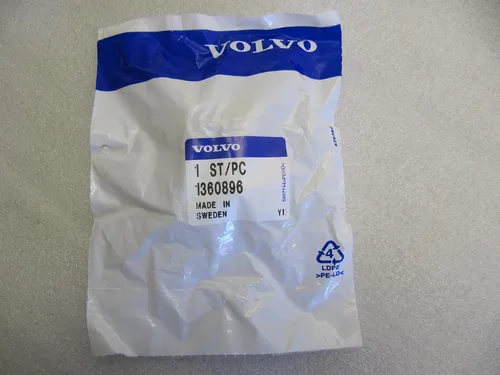 VOLVO
VOLVO
1 ST/PC
1360896
MADE IN
SWEDEN
YI
4
LDPE
>PE-LD<